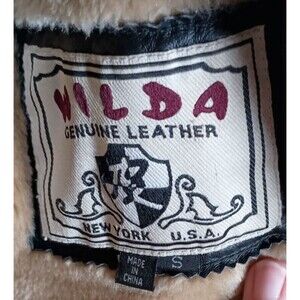 WILDA
GENUINE LEATHER
NEW YORK U.S.A.
MADE IN CHINA
S